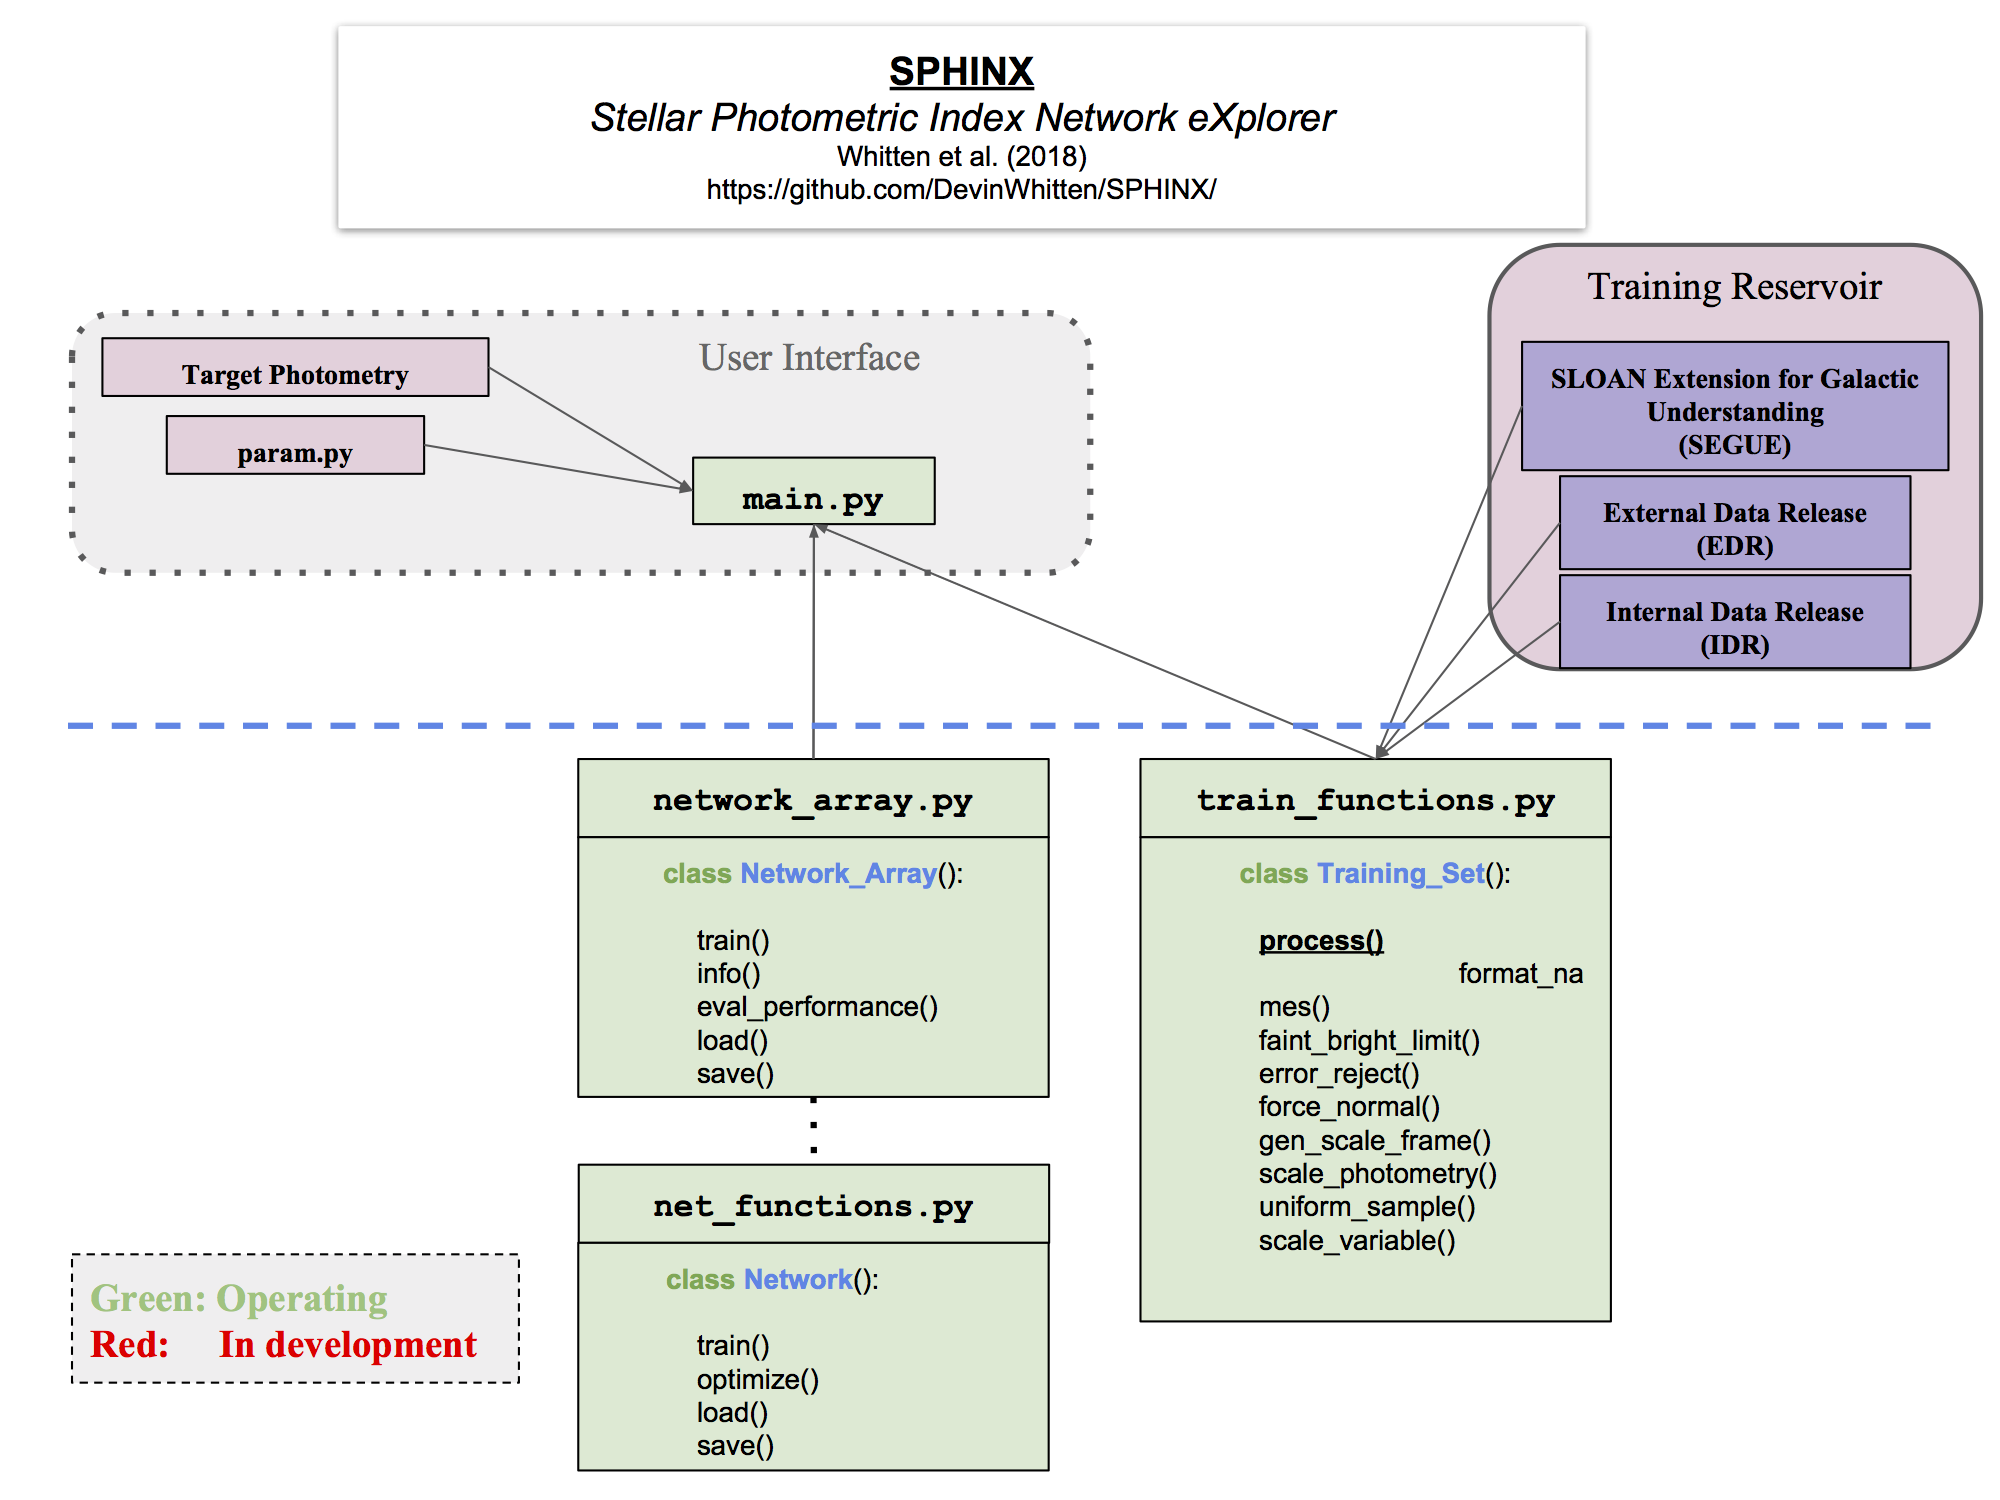 SPHINX
Stellar Photometric Index Network eXplorer
Whitten et al. (2018)
https://github.com/DevinWhitten/SPHINX/
User Interface
Target Photometry
param.py
main.py
Training Reservoir
SLOAN Extension for Galactic
Understanding
(SEGUE)
External Data Release
(EDR)
Internal Data Release
(IDR)
network_array.py
class Network_Array():
train()
info()
eval_performance()
load()
save()
net_functions.py
class Network():
train()
optimize()
load()
save()
train_functions.py
class Training_Set():
process()
format_na
mes()
faint_bright_limit()
error_reject()
force_normal()
gen_scale_frame()
scale_photometry()
uniform_sample()
scale_variable()
Green: Operating
Red: In development